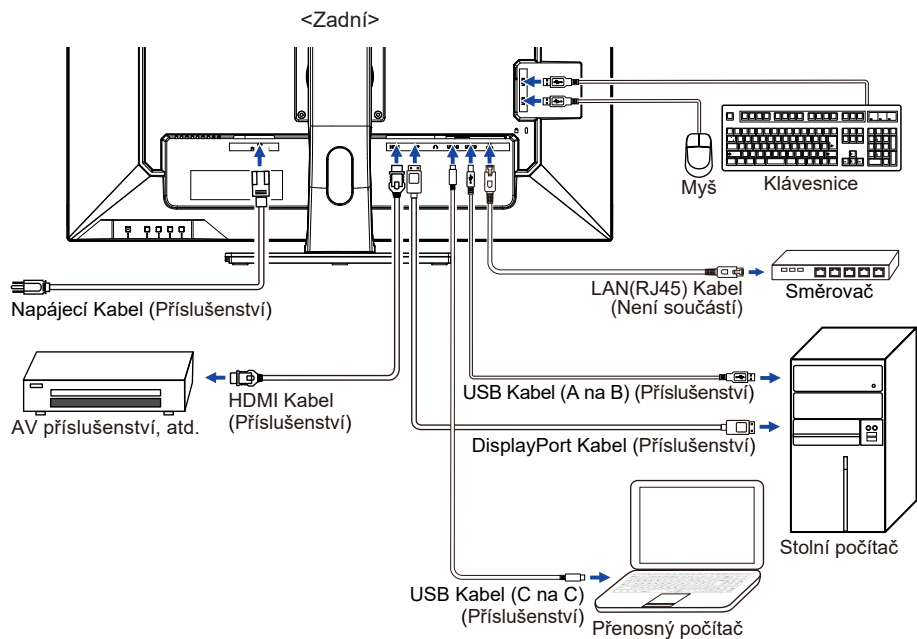 <Zadní>
Myš
Klávesnice
LAN(RJ45) Kabel
(Není součástí)
Směrovač
Napájecí Kabel (Příslušenství)
HDMI Kabel
(Příslušenství)
AV příslušenství, atd.
USB Kabel (A na B) (Příslušenství)
DisplayPort Kabel (Příslušenství)
Stolní počítač
USB Kabel (C na C)
(Příslušenství)
Přenosný počítač